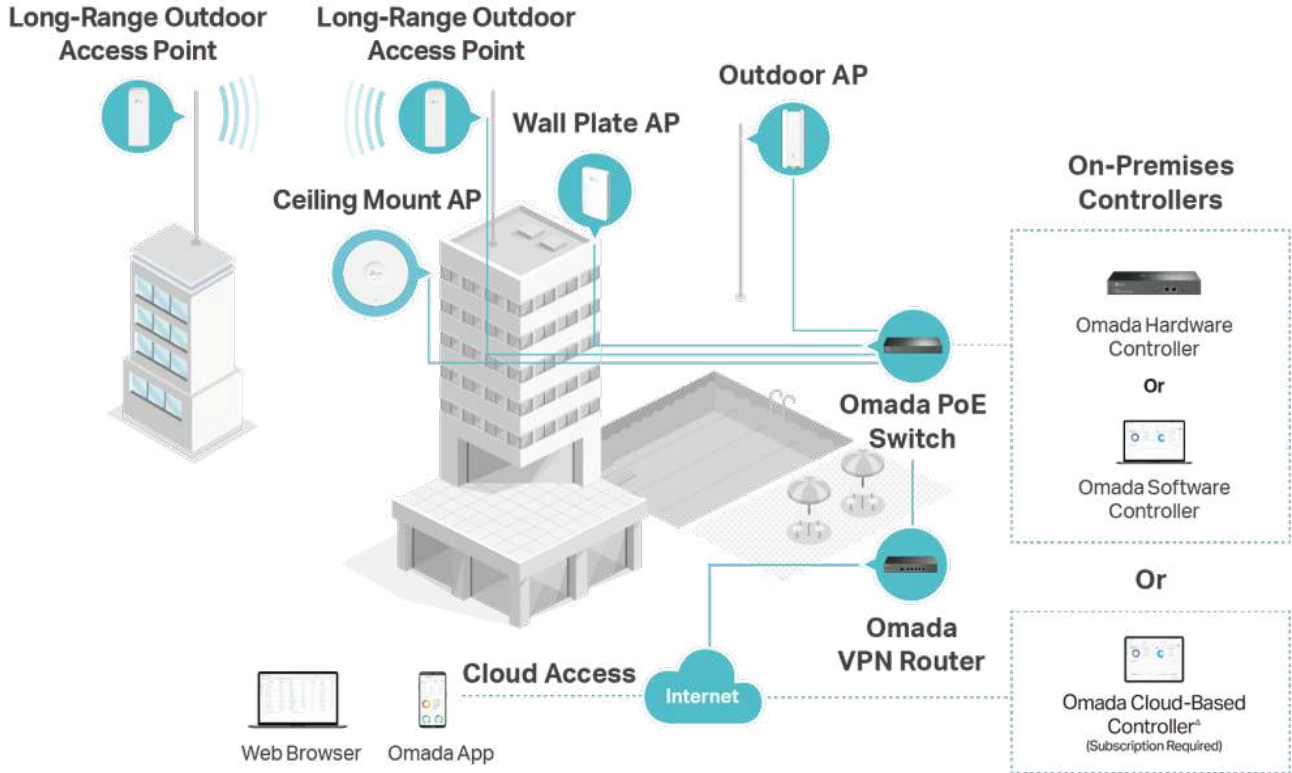 Long-Range Outdoor
Access Point
Long-Range Outdoor
Access Point
Outdoor AP
Wall Plate AP
Ceiling Mount AP
On-Premises
Controllers
Omada Hardware
Controller
Or
Omada Software
Controller
Omada PoE
Switch
Or
Omada
VPN Router
Cloud Access
Internet
Web Browser
Omada App
Omada Cloud-Based
Controller△
(Subscription Required)